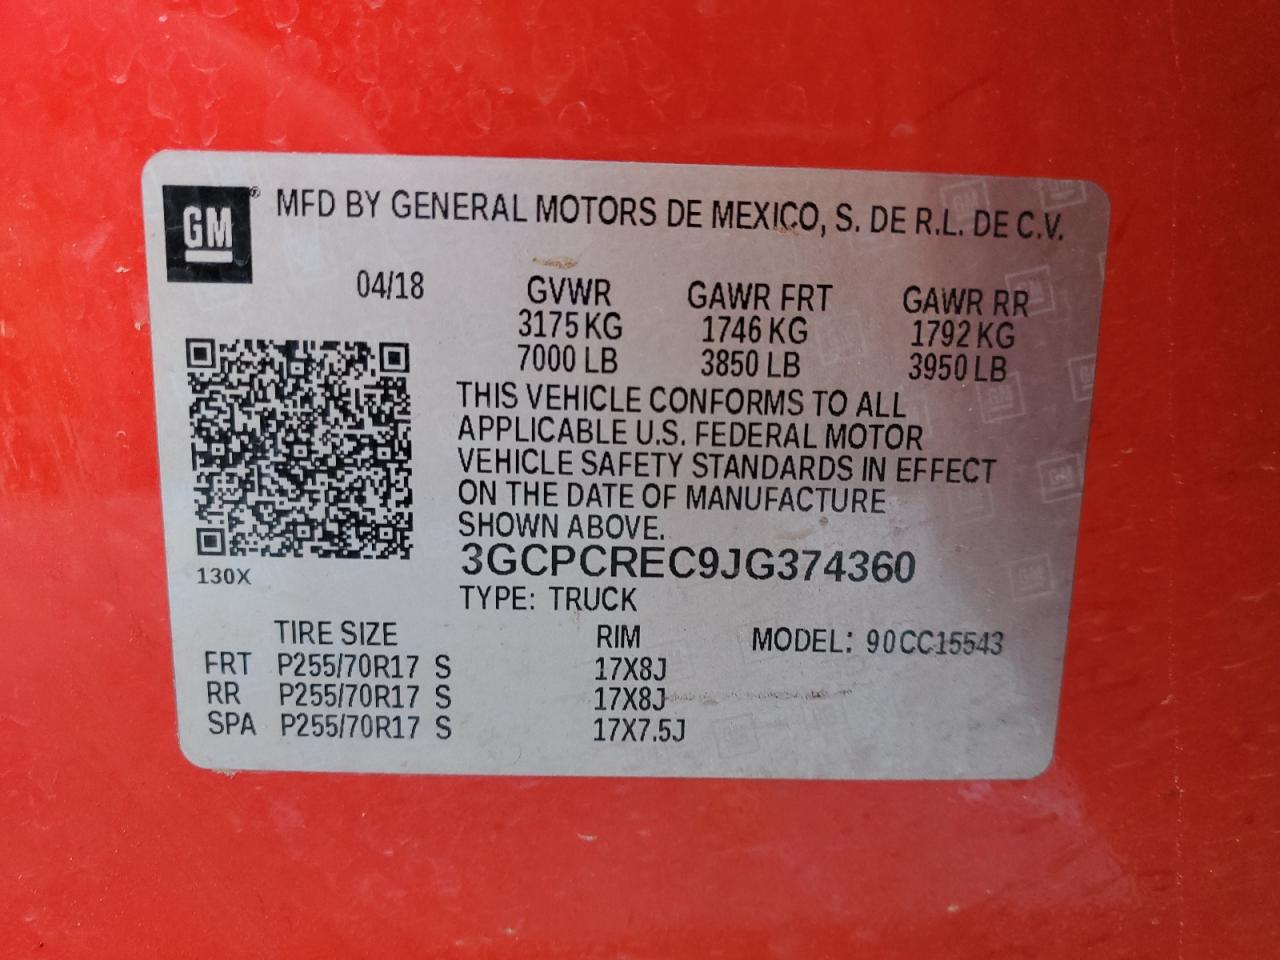 GM® MFD BY GENERAL MOTORS DE MEXICO, S. DE R.L. DE C.V.
04/18 GVWR GAWR FRT GAWR RR
3175 KG 1746 KG 1792 KG
7000 LB 3850 LB 3950 LB
THIS VEHICLE CONFORMS TO ALL
APPLICABLE U.S. FEDERAL MOTOR
VEHICLE SAFETY STANDARDS IN EFFECT
ON THE DATE OF MANUFACTURE
SHOWN ABOVE.
3GCPCREC9JG374360
130X
TYPE: TRUCK
TIRE SIZE RIM MODEL: 90CC15543
FRT P255/70R17 S 17X8J
RR P255/70R17 S 17X8J
SPA P255/70R17 S 17X7.5J